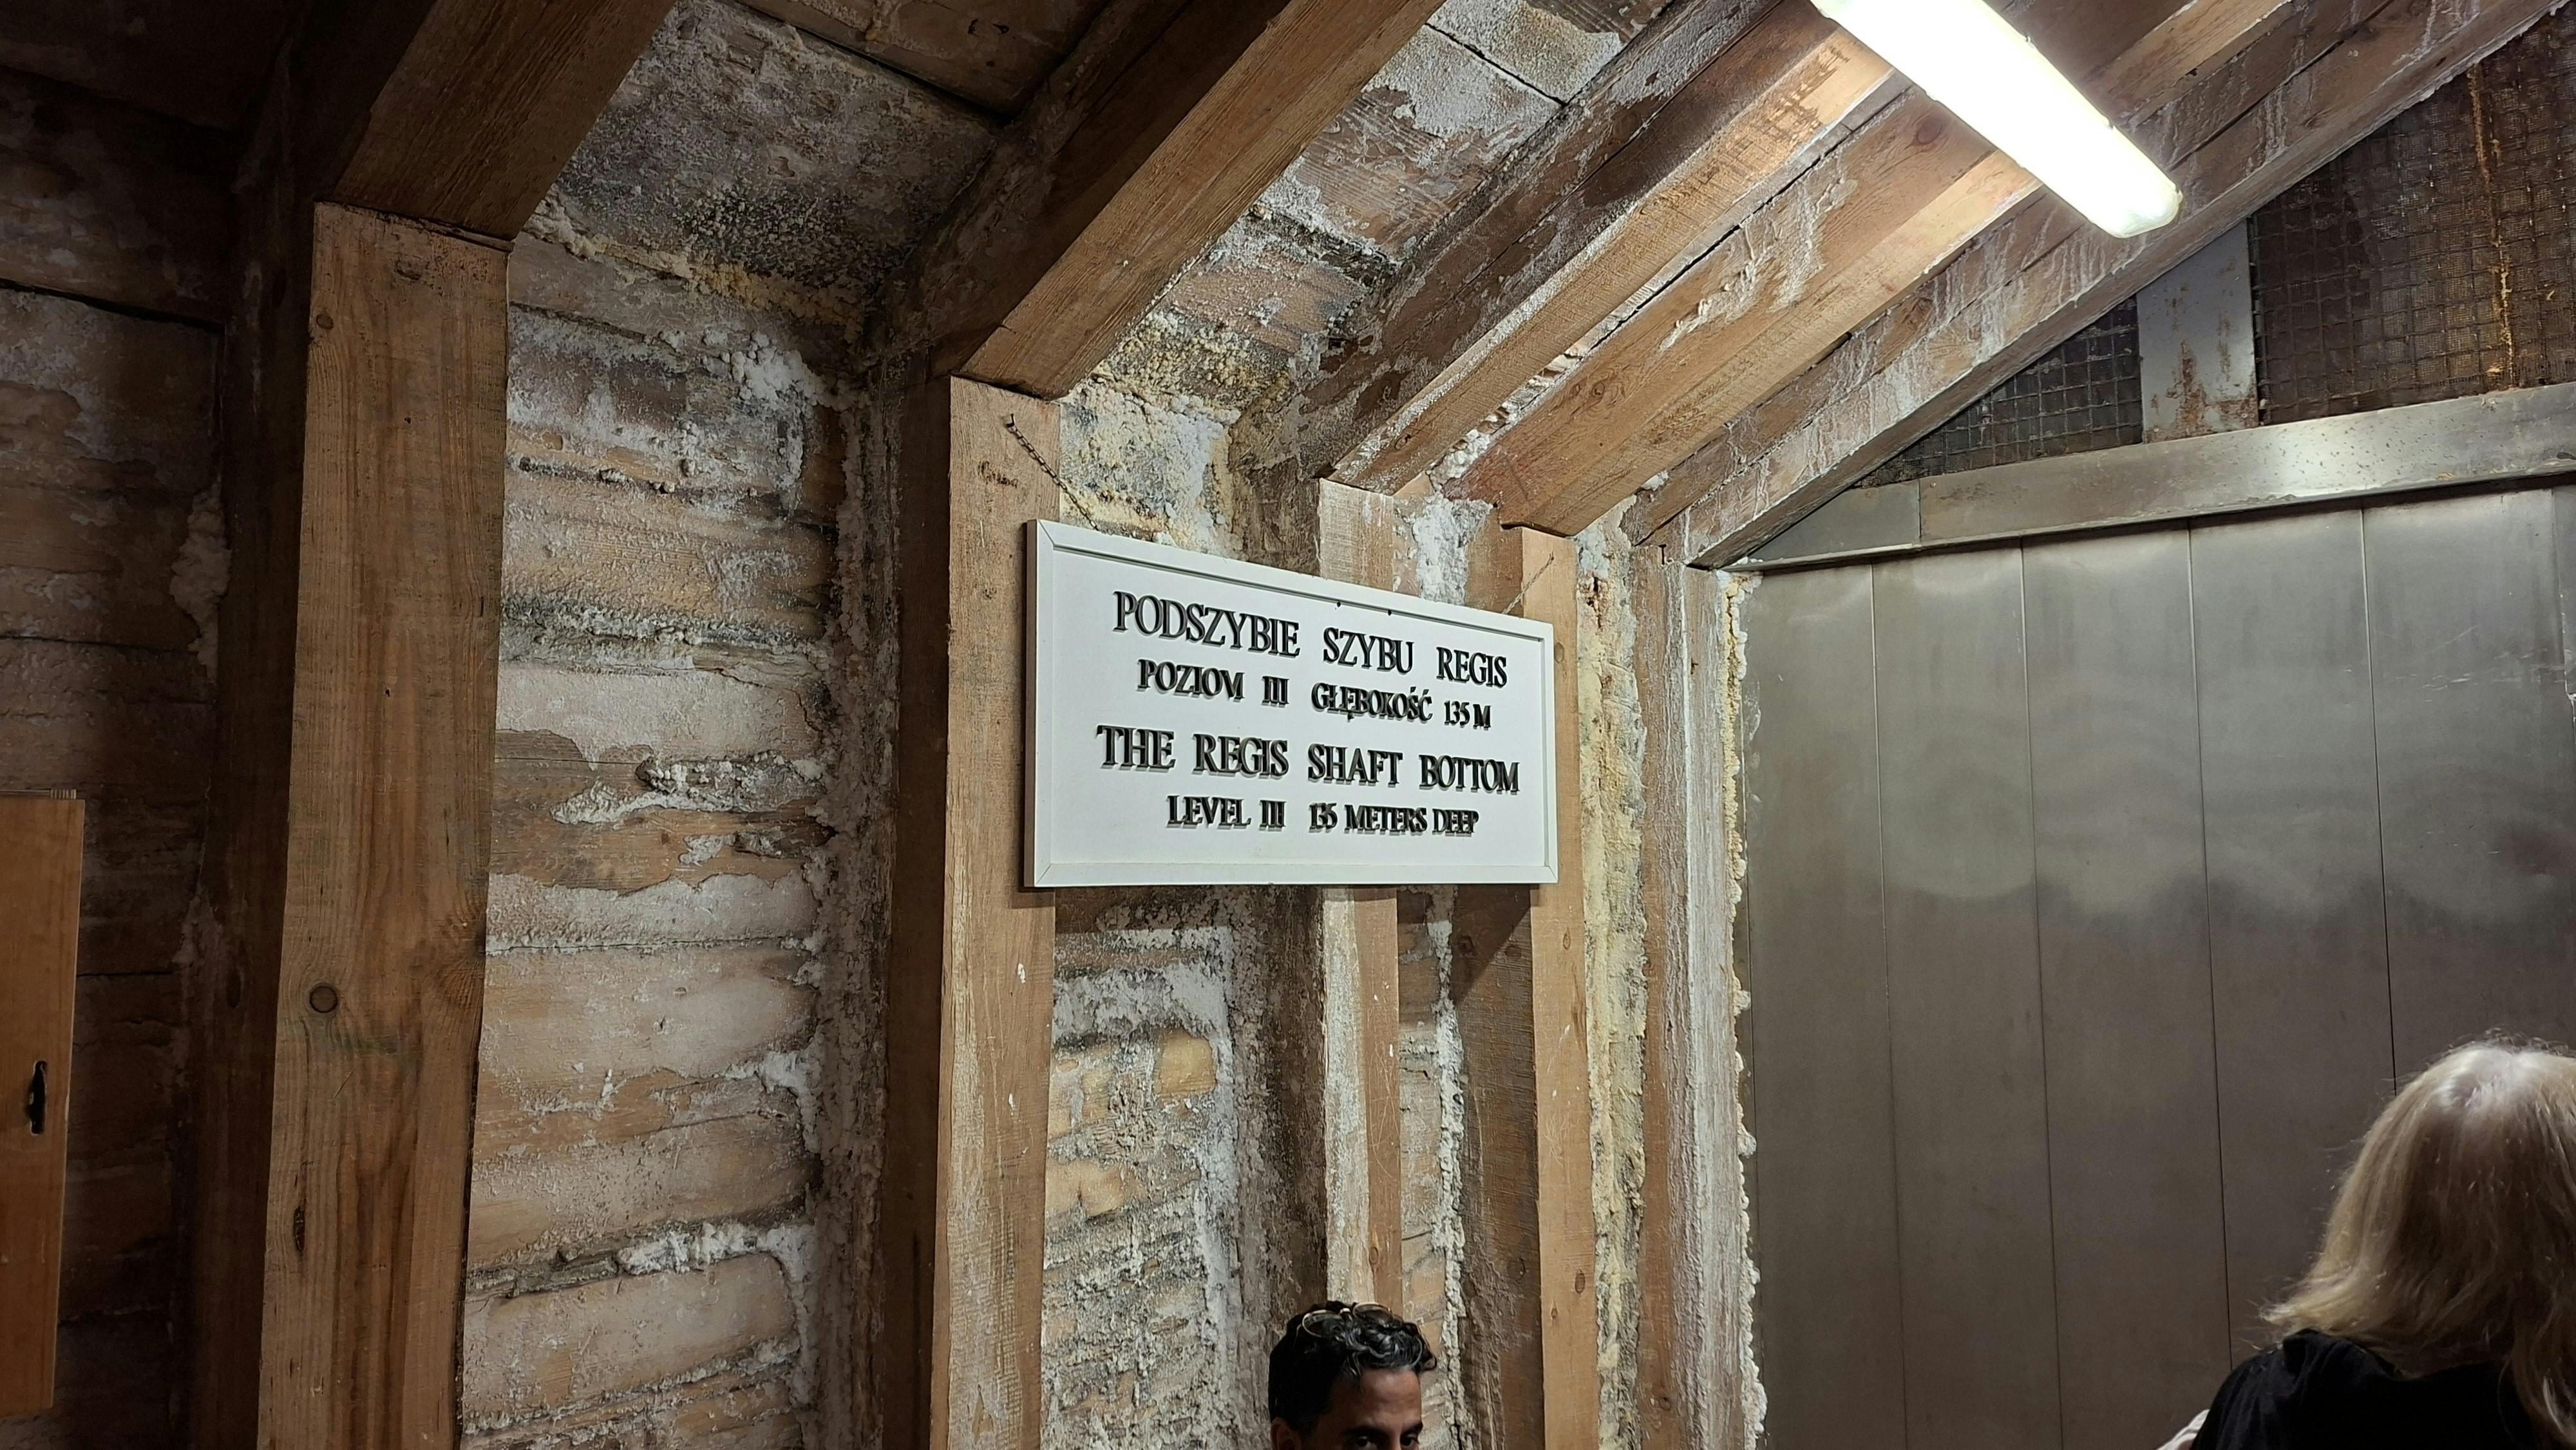 PODSZYBIE SZYBU REGIS
POZIOM III GŁĘBOKOŚĆ 135 M
THE REGIS SHAFT BOTTOM
LEVEL III 135 METERS DEEP